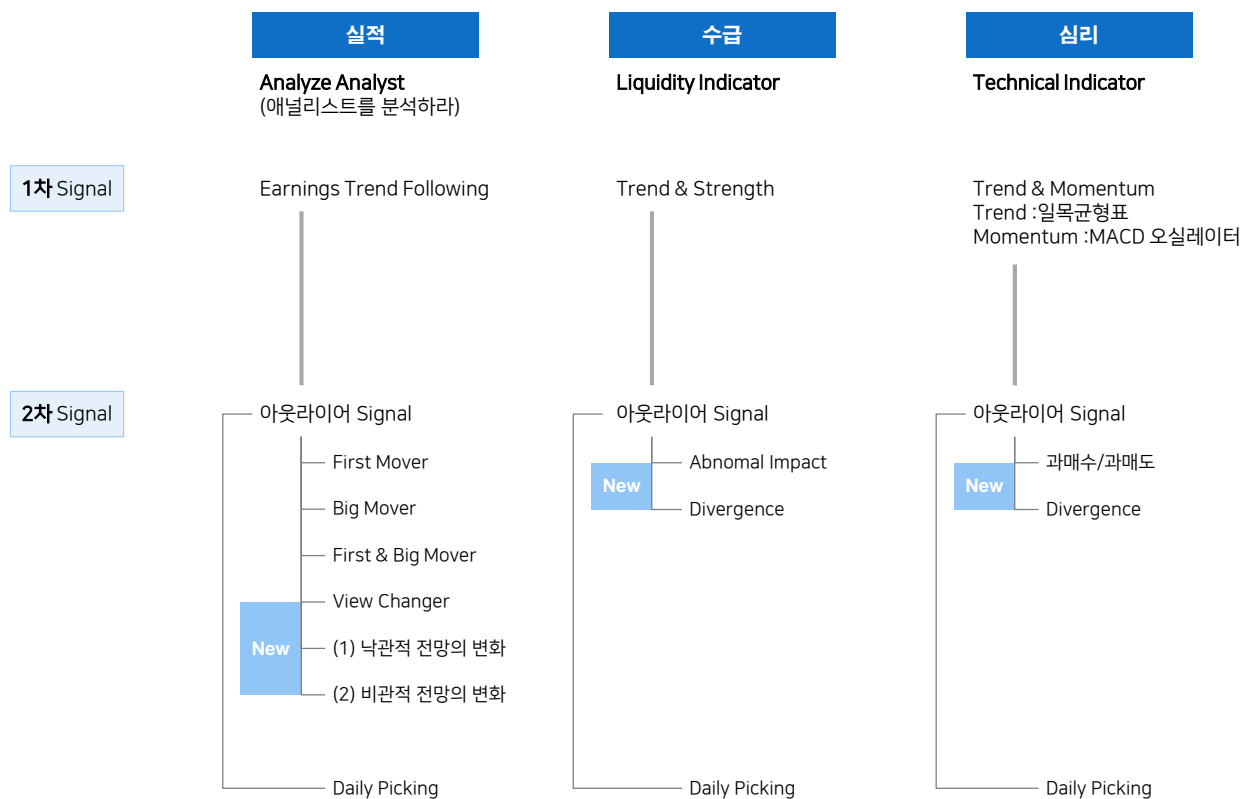 실적
수급
심리
Analyze Analyst
(애널리스트를 분석하라)
Liquidity Indicator
Technical Indicator
1차 Signal
Earnings Trend Following
Trend & Strength
Trend & Momentum
Trend :일목균형표
Momentum :MACD 오실레이터
2차 Signal
아웃라이어 Signal
First Mover
Big Mover
First & Big Mover
View Changer
New
(1) 낙관적 전망의 변화
(2) 비관적 전망의 변화
Daily Picking
아웃라이어 Signal
Abnomal Impact
New
Divergence
Daily Picking
아웃라이어 Signal
과매수/과매도
New
Divergence
Daily Picking